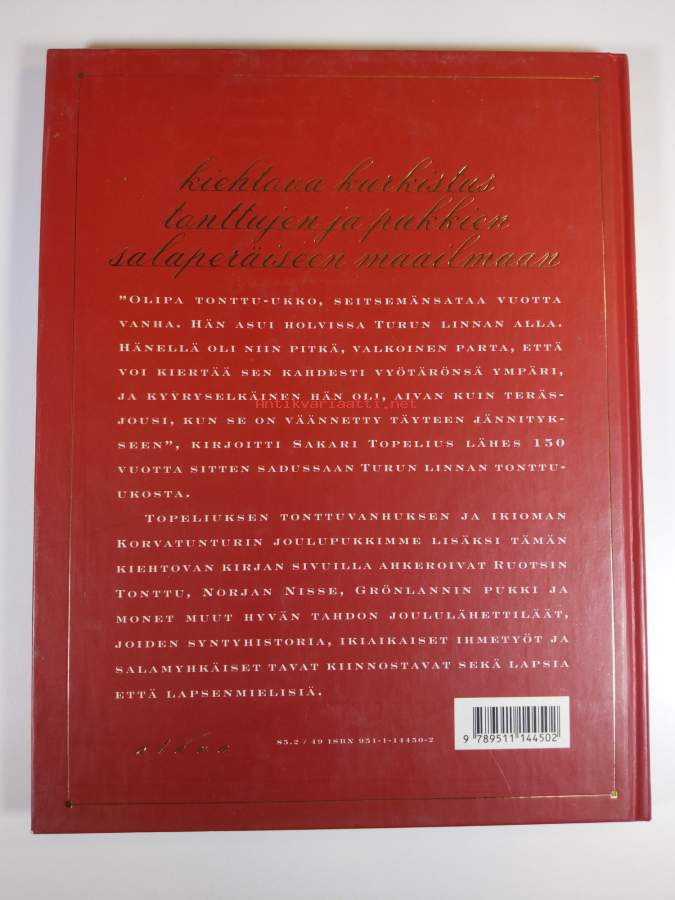 kiehtova kurkistus
tonttujen ja pukkien
salaperäiseen maailmaan
"Olipa tonttu-ukko, seitsemänsataa vuotta
vanha. Hän asui holvissa Turun linnan alla.
Hänellä oli niin pitkä, valkoinen parta, että
voi kiertää sen kahdesti vyötärönsä ympäri,
ja kyyryselkäinen hän oli, aivan kuin teräs-
Antikvariaatti.net
jousi, kun se on väännetty täyteen jännityk-
seen", kirjoitti Sakari Topelius lähes 150
vuotta sitten sadussaan Turun linnan tonttu-
ukosta.
Topeliuksen tonttuvanhuksen ja ikioman
Korvatunturin joulupukkimme lisäksi tämän
kiehtovan kirjan sivuilla ahkeroivat Ruotsin
Tonttu, Norjan Nisse, Grönlannin pukki ja
monet muut hyvän tahdon joululähettiläät,
joiden syntyhistoria, ikiaikaiset ihmetyöt ja
salamyhkäiset tavat kiinnostavat sekä lapsia
että lapsenmielisiä.
otava
85.2 / 49 ISBN 951-1-14450-2
9 789511 144502